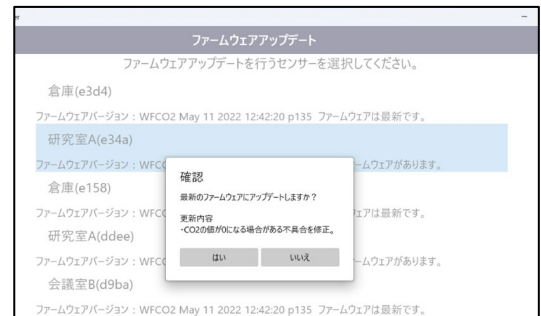 er
ファームウェアアップデート
ファームウェアアップデートを行うセンサーを選択してください。
倉庫(e3d4)
ファームウェアバージョン：WFCO2 May 11 2022 12:42:20 p135 ファームウェアは最新です。
研究室A(e34a)
ファームウェアバージョン：WFC ームウェアがあります。
倉庫(e158)
ファームウェアバージョン：WFC ウェアは最新です。
研究室A(ddee)
ファームウェアバージョン：WFC ームウェアがあります。
会議室B(d9ba)
ファームウェアバージョン：WFCO2 May 11 2022 12:42:20 p135 ファームウェアは最新です。
確認
最新のファームウェアにアップデートしますか？
更新内容
・CO2の値が0になる場合がある不具合を修正。
はい いいえ